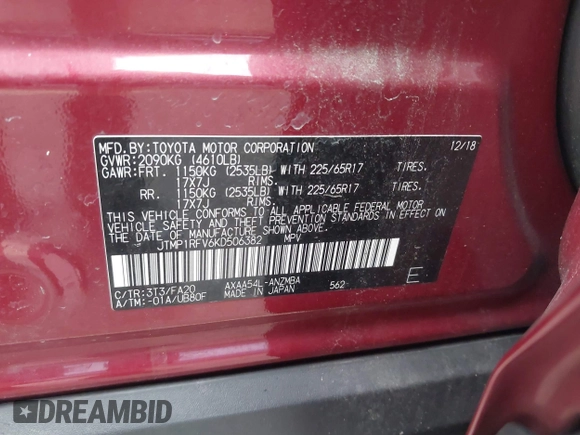 MFD.BY:TOYOTA MOTOR CORPORATION 12/18
GVWR:2090KG (4610LB)
GAWR:FRT. 1150KG (2535LB) WITH 225/65R17 TIRES.
17X7J RIMS.
RR. 1150KG (2535LB) WITH 225/65R17 TIRES.
17X7J RIMS.
THIS VEHICLE CONFORMS TO ALL APPLICABLE FEDERAL MOTOR
VEHICLE SAFETY AND THEFT PREVENTION STANDARDS IN EFFECT ON
THE DATE OF MANUFACTURE SHOWN ABOVE.
JTMP1RFV6KD506382 MPV
C/TR:3T3/FA20 AXAA54L-ANZMBA 562- E
A/TM:-01A/UB80F MADE IN JAPAN
DREAMBID